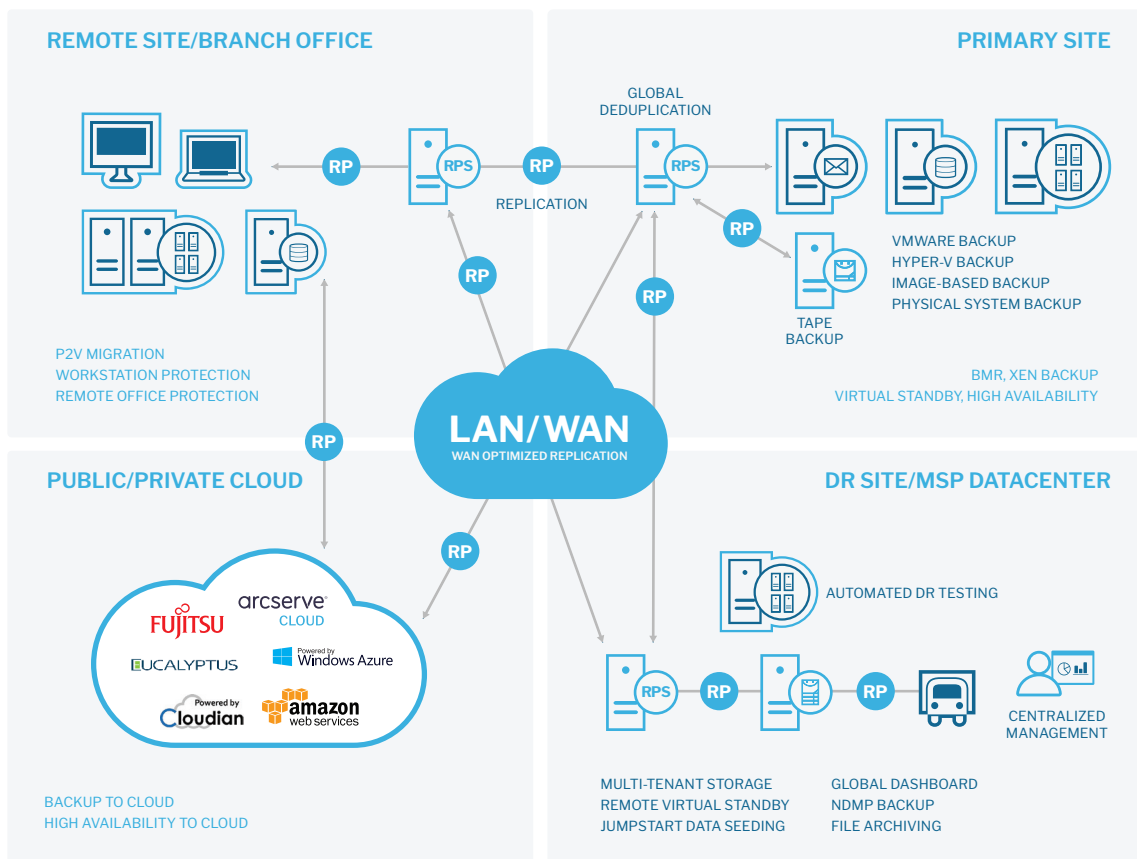 REMOTE SITE/BRANCH OFFICE
RP
RPS
RP
REPLICATION
RP
P2V MIGRATION
WORKSTATION PROTECTION
REMOTE OFFICE PROTECTION
RP
PRIMARY SITE
GLOBAL
DEDUPLICATION
RPS
RP
RP
TAPE
BACKUP
VMWARE BACKUP
HYPER-V BACKUP
IMAGE-BASED BACKUP
PHYSICAL SYSTEM BACKUP
BMR, XEN BACKUP
VIRTUAL STANDBY, HIGH AVAILABILITY
LAN/WAN
WAN OPTIMIZED REPLICATION
PUBLIC/PRIVATE CLOUD
RP
FUJITSU
arcserve®
CLOUD
EUCALYPTUS
Powered by
Windows Azure
Powered by
Cloudian
amazon
web services
BACKUP TO CLOUD
HIGH AVAILABILITY TO CLOUD
DR SITE/MSP DATACENTER
AUTOMATED DR TESTING
RPS
RP
RP
CENTRALIZED
MANAGEMENT
MULTI-TENANT STORAGE
REMOTE VIRTUAL STANDBY
JUMPSTART DATA SEEDING
GLOBAL DASHBOARD
NDMP BACKUP
FILE ARCHIVING